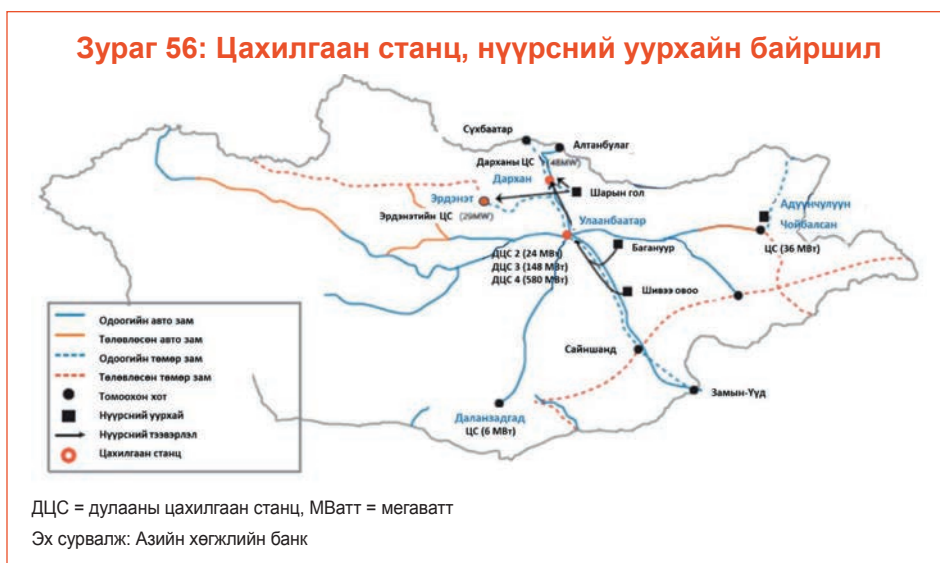 Зураг 56: Цахилгаан станц, нүүрсний уурхайн байршил
Сүхбаатар
Алтанбулаг
Дарханы ЦС (48MW)
Дархан
Шарын гол
Эрдэнэт
Эрдэнэтийн ЦС (29MW)
Улаанбаатар
Адуунчулуун
Чойбалсан
ЦС (36 МВт)
Багануур
ДЦС 2 (24 МВт)
ДЦС 3 (148 МВт)
ДЦС 4 (580 МВт)
Шивээ овоо
Сайншанд
Замын-Үүд
Даланзадгад
ЦС (6 МВт)
Одоогийн авто зам
Төлөвлөсөн авто зам
Одоогийн төмөр зам
Төлөвлөсөн төмөр зам
Томоохон хот
Нүүрсний уурхай
Нүүрсний тээвэрлэл
Цахилгаан станц
ДЦС = дулааны цахилгаан станц, МВатт = мегаватт
Эх сурвалж: Азийн хөгжлийн банк